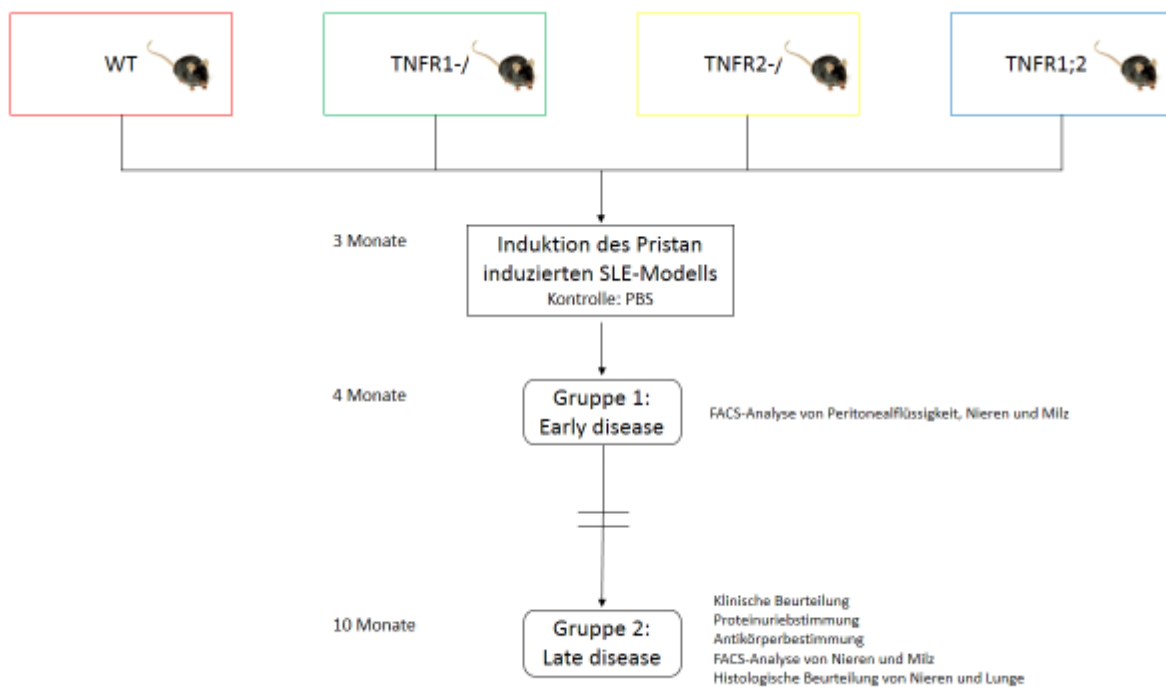 WT
TNFR1-/
TNFR2-/
TNFR1;2
3 Monate
Induktion des Pristan
induzierten SLE-Modells
Kontrolle: PBS
4 Monate
Gruppe 1:
Early disease
FACS-Analyse von Peritonealflüssigkeit, Nieren und Milz
10 Monate
Gruppe 2:
Late disease
Klinische Beurteilung
Proteinuriebstimmung
Antikörperbestimmung
FACS-Analyse von Nieren und Milz
Histologische Beurteilung von Nieren und Lunge